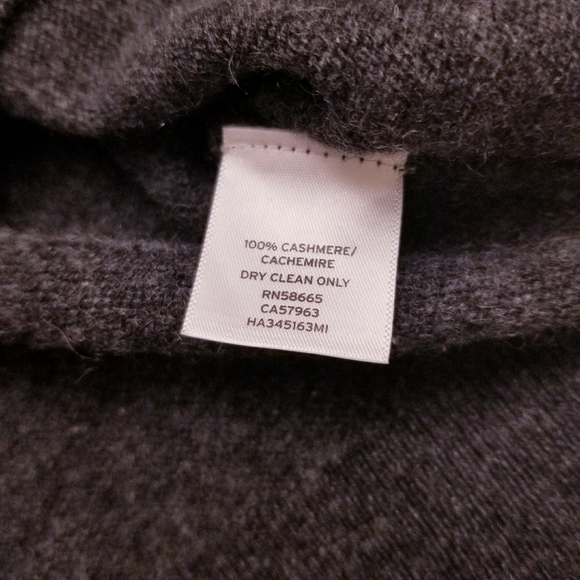 100% CASHMERE/
CACHEMIRE
DRY CLEAN ONLY
RN58665
CA57963
HA345163MI